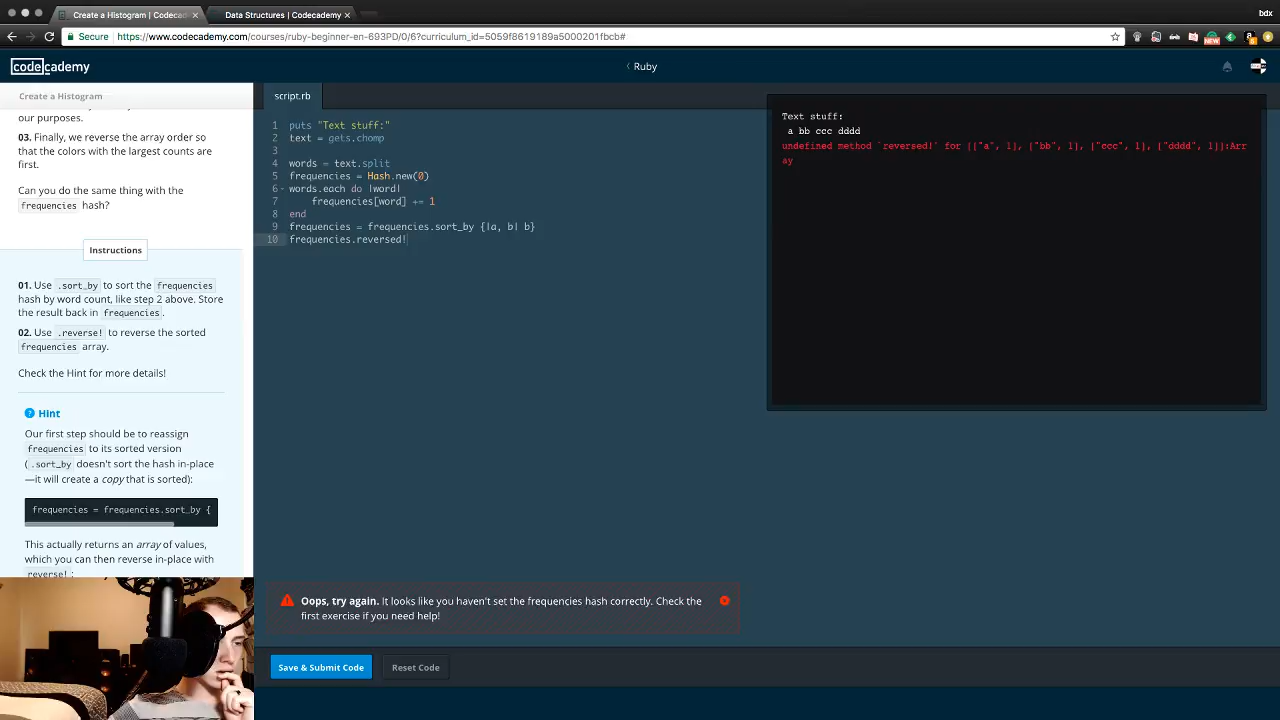 Create a Histogram | Codecad
Data Structures | Codecademy
bdx
Secure
https://www.codecademy.com/courses/ruby-beginner-en-693PD/0/6?curriculum_id=5059f8619189a5000201fbcb#
codecademy
Ruby
Create a Histogram
our purposes.
03. Finally, we reverse the array order so
that the colors with the largest counts are
first.
Can you do the same thing with the
frequencies hash?
Instructions
01. Use .sort_by to sort the frequencies
hash by word count, like step 2 above. Store
the result back in frequencies.
02. Use .reverse! to reverse the sorted
frequencies array.
Check the Hint for more details!
? Hint
Our first step should be to reassign
frequencies to its sorted version
(.sort_by doesn't sort the hash in-place
—it will create a copy that is sorted):
frequencies = frequencies.sort_by {
This actually returns an array of values,
which you can then reverse in-place with
reverse!:
script.rb
1 puts "Text stuff:"
2 text = gets.chomp
3
4 words = text.split
5 frequencies = Hash.new(0)
6 words.each do |word|
7 frequencies[word] += 1
8 end
9 frequencies = frequencies.sort_by {|a, b| b}
10 frequencies.reversed!
Text stuff:
a bb ccc dddd
undefined method `reversed!' for [["a", 1], ["bb", 1], ["ccc", 1], ["dddd", 1]]:Arr
ay
Oops, try again. It looks like you haven't set the frequencies hash correctly. Check the
first exercise if you need help!
Save & Submit Code
Reset Code